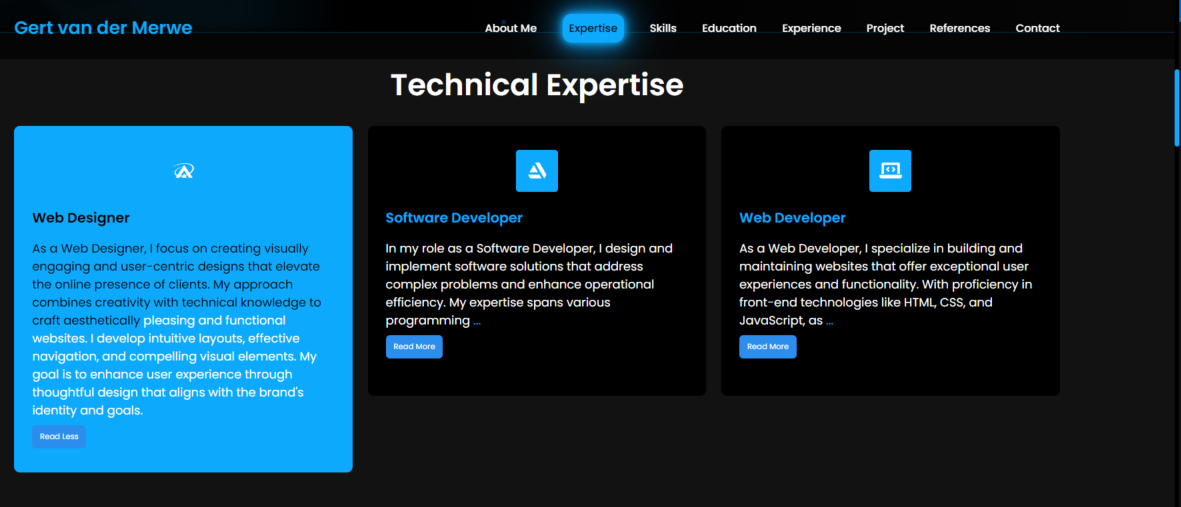 Gert van der Merwe
About Me
Expertise
Skills
Education
Experience
Project
References
Contact
Technical Expertise
Web Designer
As a Web Designer, I focus on creating visually
engaging and user-centric designs that elevate
the online presence of clients. My approach
combines creativity with technical knowledge to
craft aesthetically pleasing and functional
websites. I develop intuitive layouts, effective
navigation, and compelling visual elements. My
goal is to enhance user experience through
thoughtful design that aligns with the brand's
identity and goals.
Read Less
Software Developer
In my role as a Software Developer, I design and
implement software solutions that address
complex problems and enhance operational
efficiency. My expertise spans various
programming ...
Read More
Web Developer
As a Web Developer, I specialize in building and
maintaining websites that offer exceptional user
experiences and functionality. With proficiency in
front-end technologies like HTML, CSS, and
JavaScript, as ...
Read More